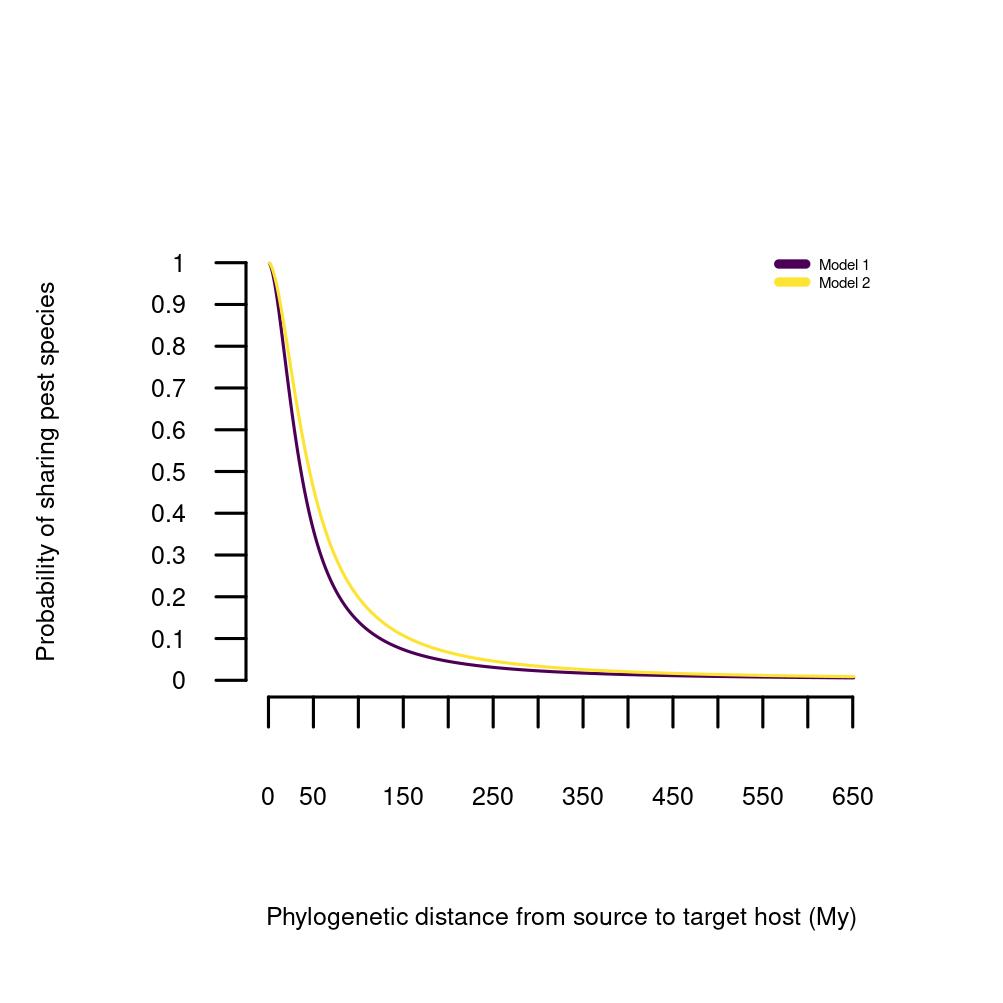 Probability of sharing pest species
1
0.9
0.8
0.7
0.6
0.5
0.4
0.3
0.2
0.1
0
Model 1
Model 2
0 50 150 250 350 450 550 650
Phylogenetic distance from source to target host (My)